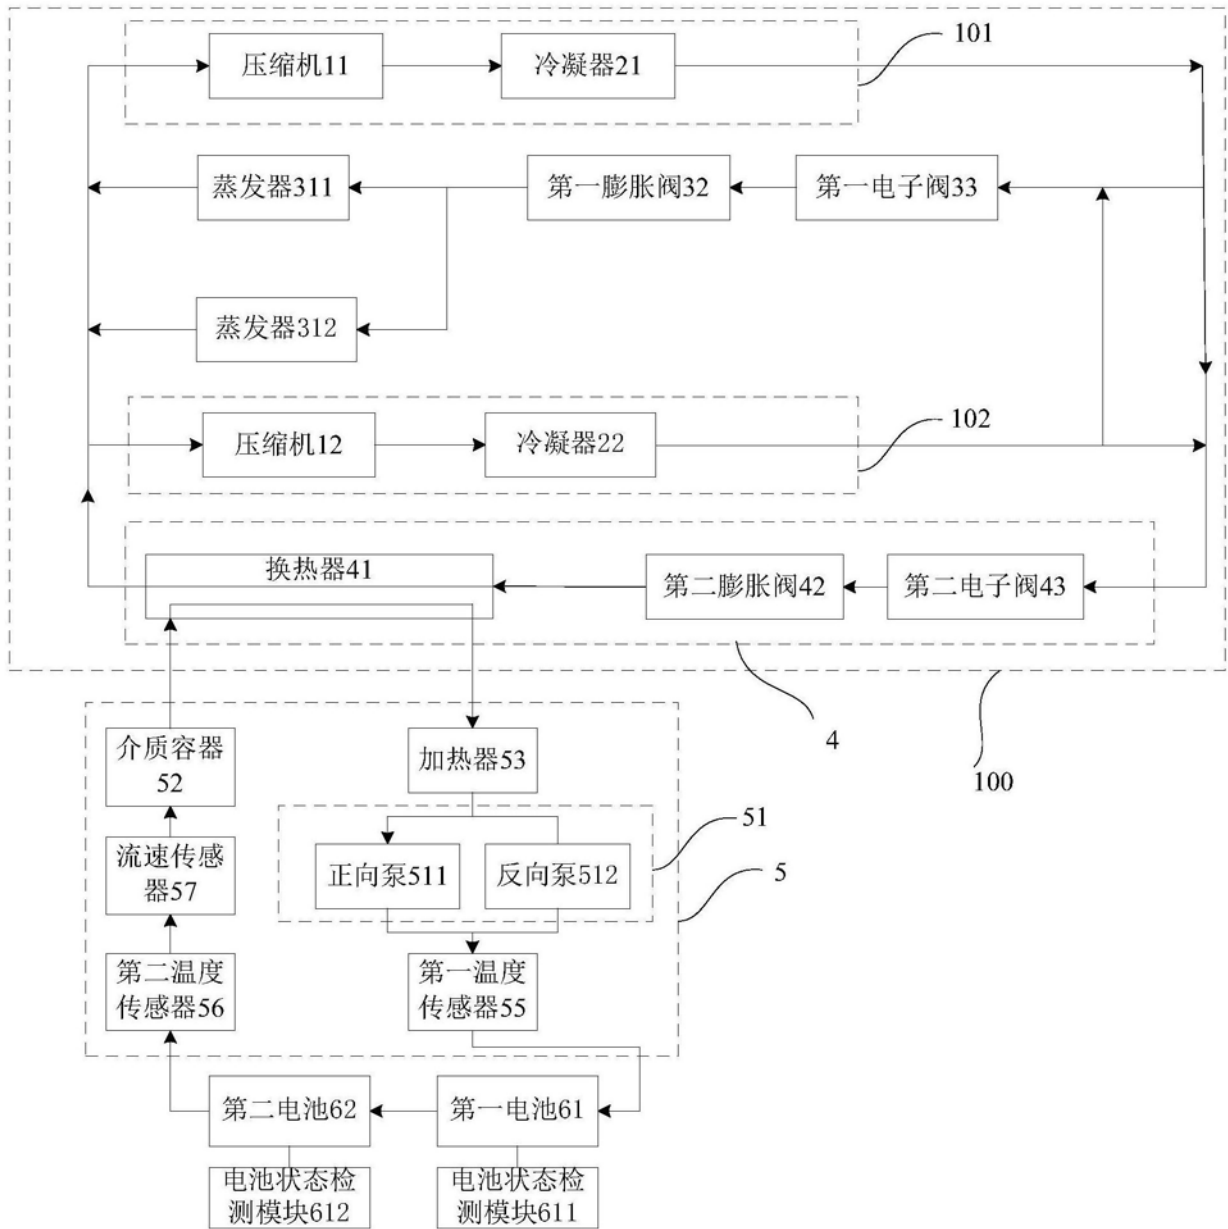 101
压缩机11
冷凝器21
蒸发器311
第一膨胀阀32
第一电子阀33
蒸发器312
102
压缩机12
冷凝器22
换热器41
第二膨胀阀42
第二电子阀43
4
100
介质容器
52
加热器53
51
流速传感
器57
正向泵511
反向泵512
5
第二温度
传感器56
第一温度
传感器55
第二电池62
第一电池61
电池状态检
测模块612
电池状态检
测模块611